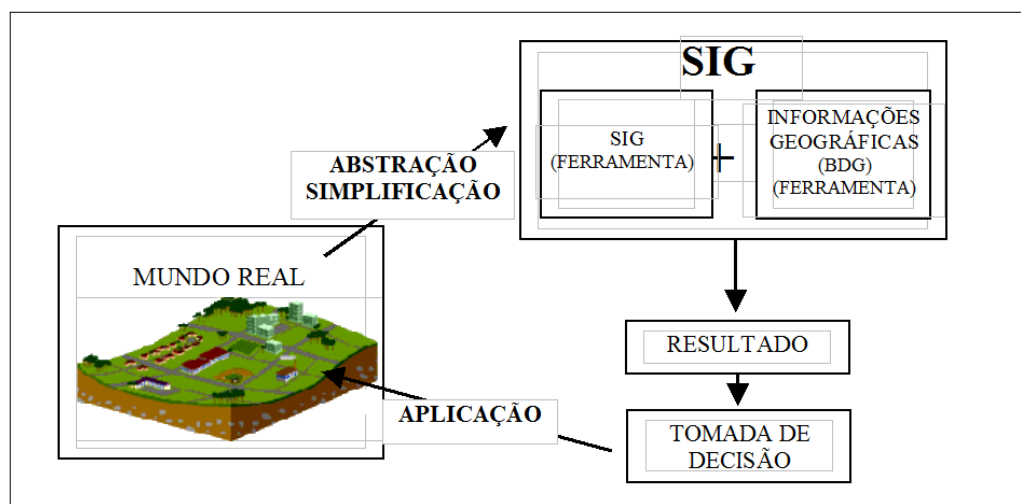 SIG
SIG
(FERRAMENTA)
+
INFORMAÇÕES
GEOGRÁFICAS
(BDG)
(FERRAMENTA)
ABSTRAÇÃO
SIMPLIFICAÇÃO
MUNDO REAL
RESULTADO
APLICAÇÃO
TOMADA DE
DECISÃO